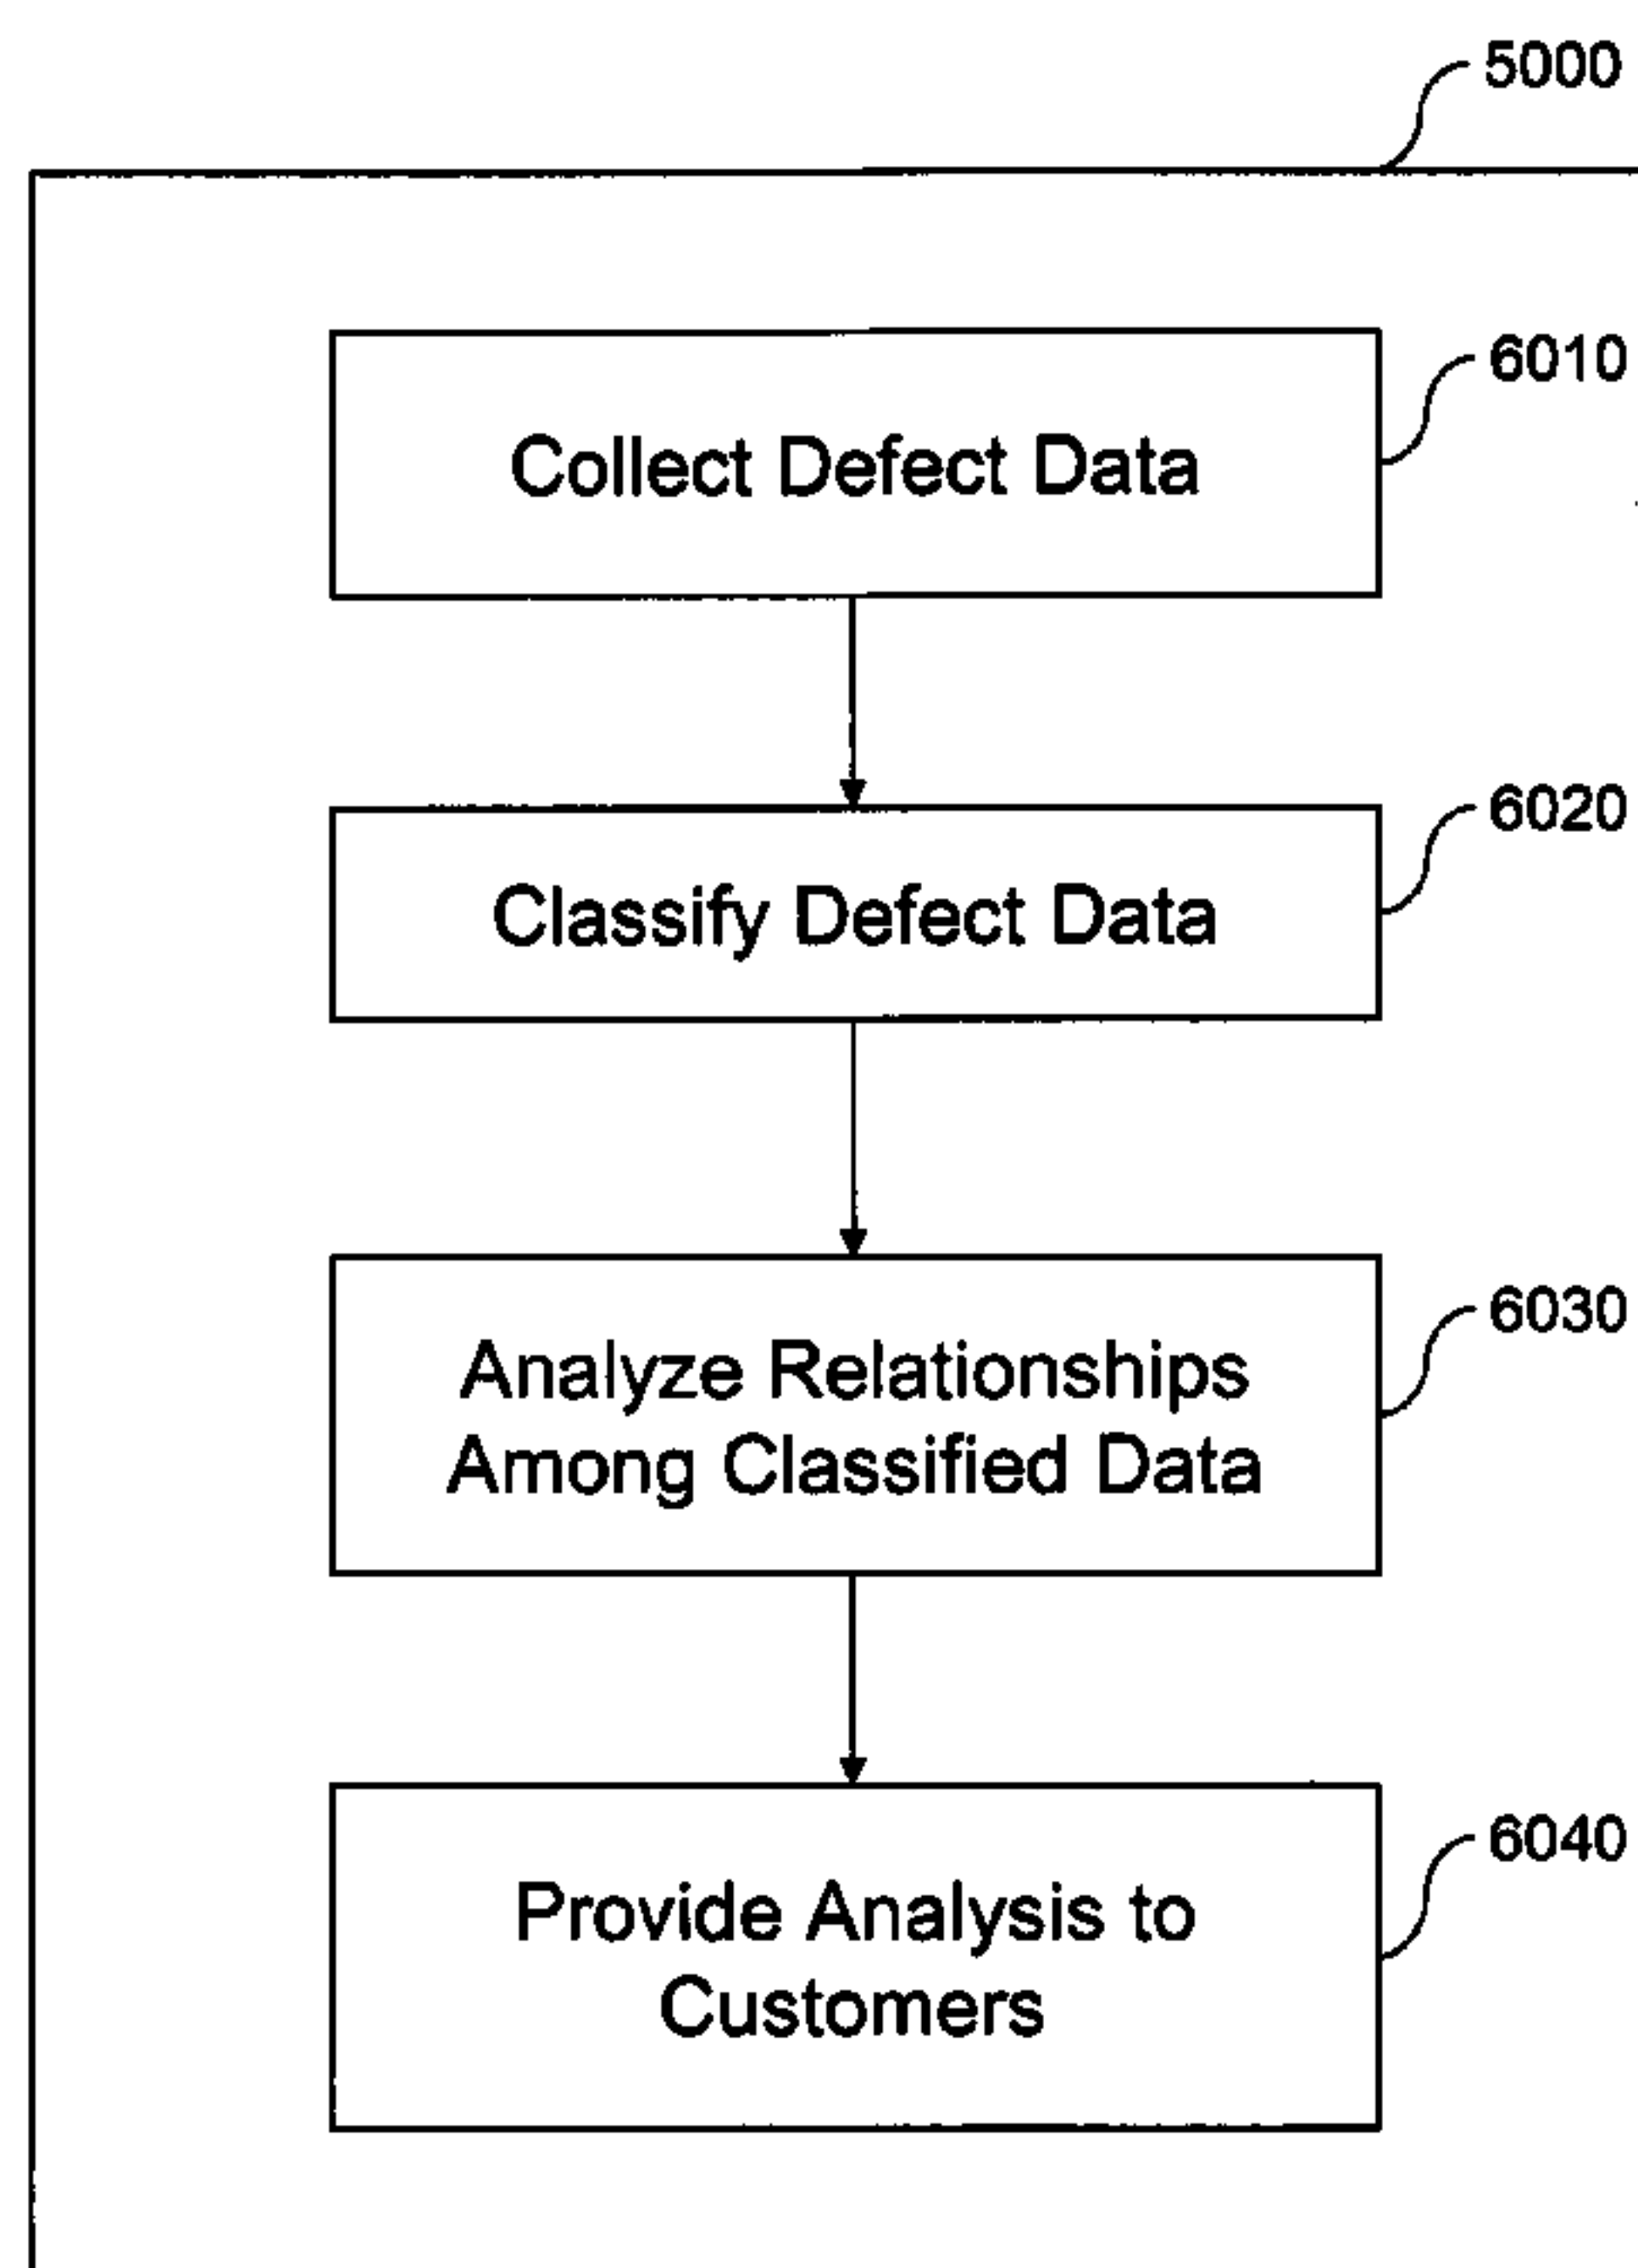 5000
6010
Collect Defect Data
6020
Classify Defect Data
6030
Analyze Relationships
Among Classified Data
6040
Provide Analysis to
Customers